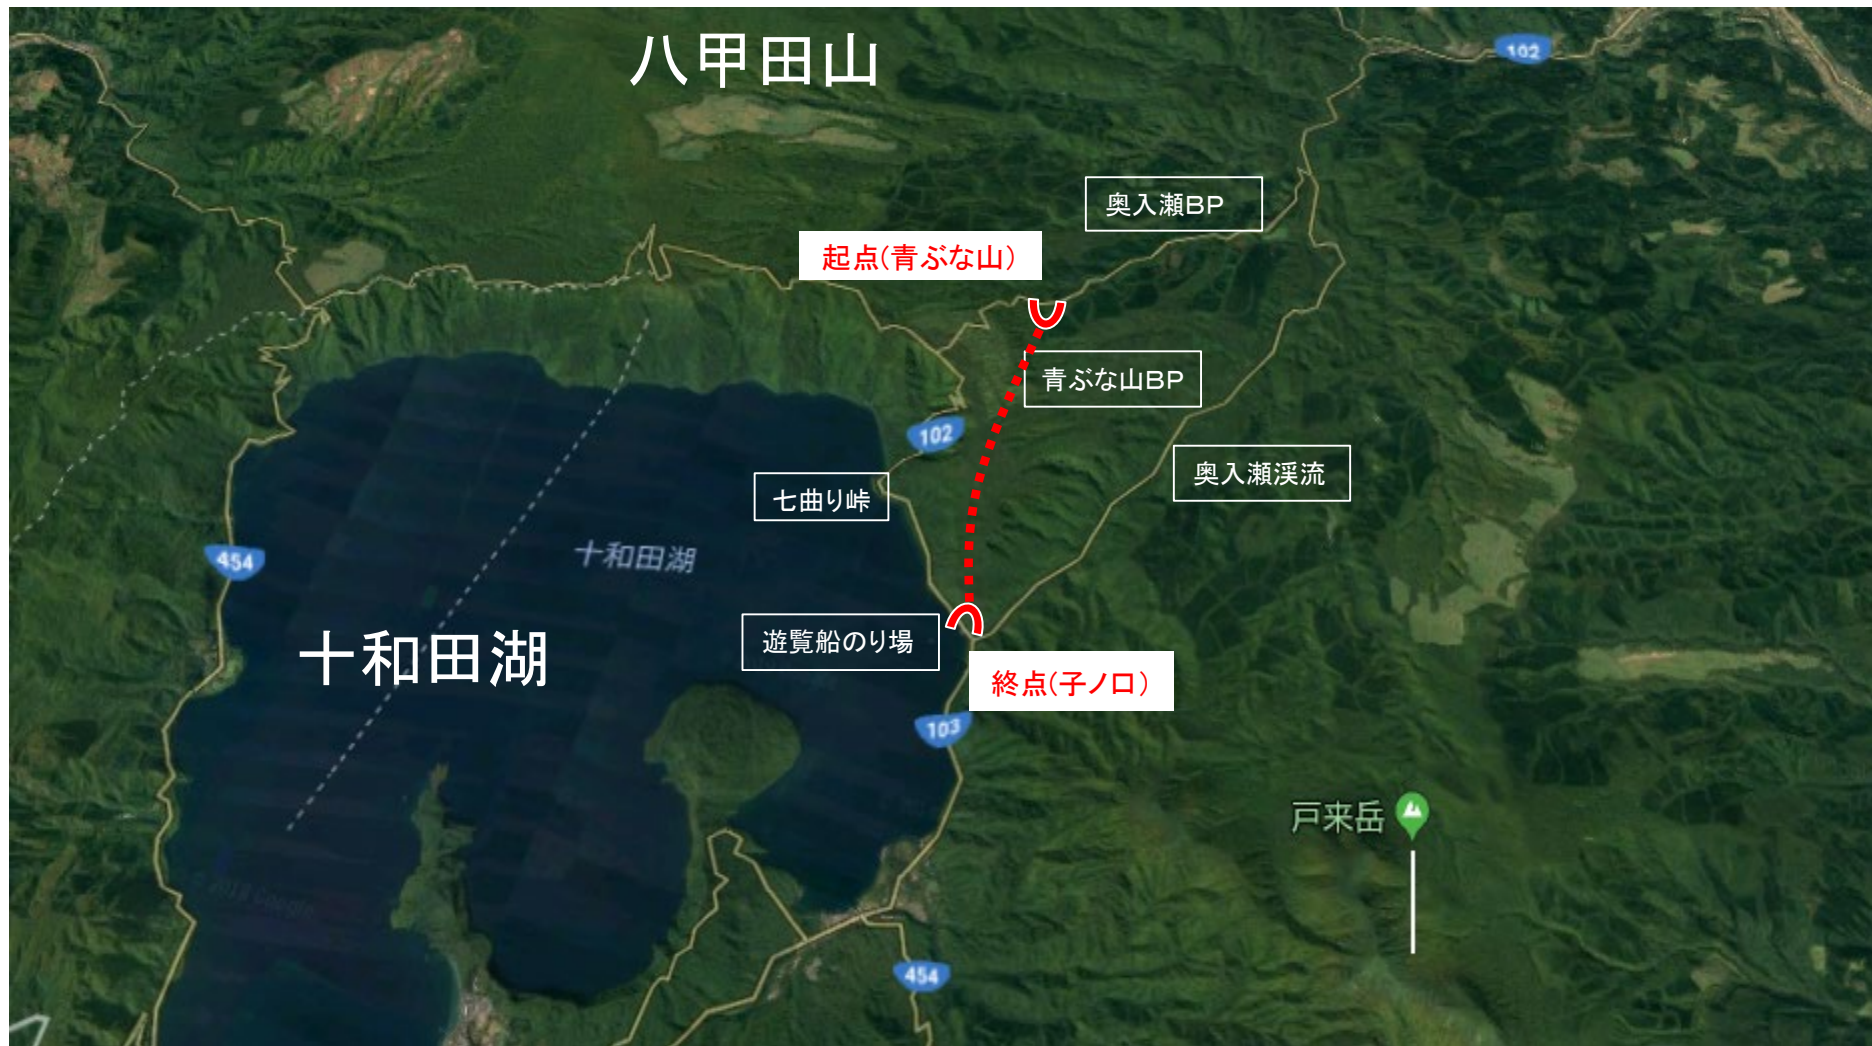 八甲田山
102
奥入瀬BP
起点(青ぶな山)
青ぶな山BP
102
奥入瀬渓流
七曲り峠
十和田湖
454
遊覧船のり場
十和田湖
終点(子ノ口)
103
戸来岳
454